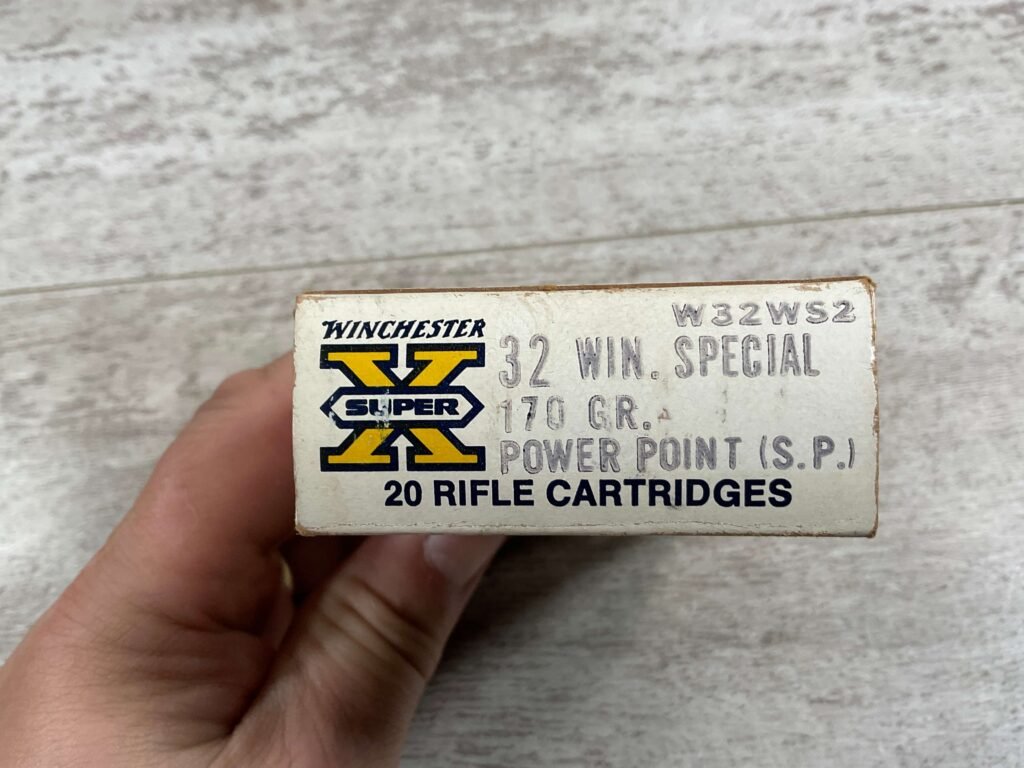 WINCHESTER
SUPER
X
W32WS2
32 WIN. SPECIAL
170 GR.
POWER POINT (S.P.)
20 RIFLE CARTRIDGES